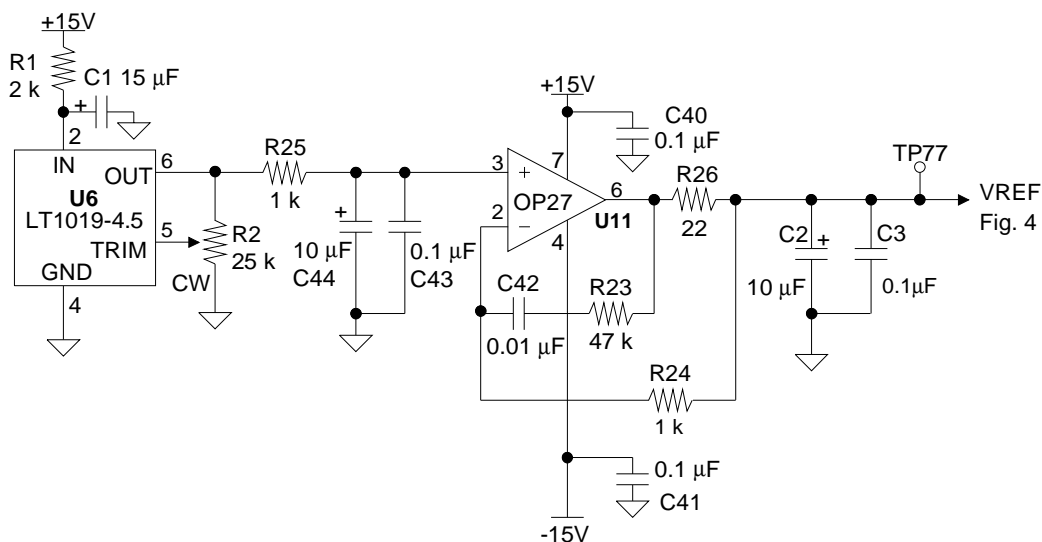 +15V
R1
2 k
C1 15 µF
+
2
IN
OUT
6
U6
LT1019-4.5
TRIM
5
GND
4
R2
25 k
CW
R25
1 k
+
10 µF
C44
0.1 µF
C43
+15V
C40
0.1 µF
3
+
7
OP27
6
U11
2
−
4
R26
22
C42
0.01 µF
R23
47 k
R24
1 k
0.1 µF
C41
-15V
TP77
VREF
Fig. 4
C2
+
10 µF
C3
0.1µF